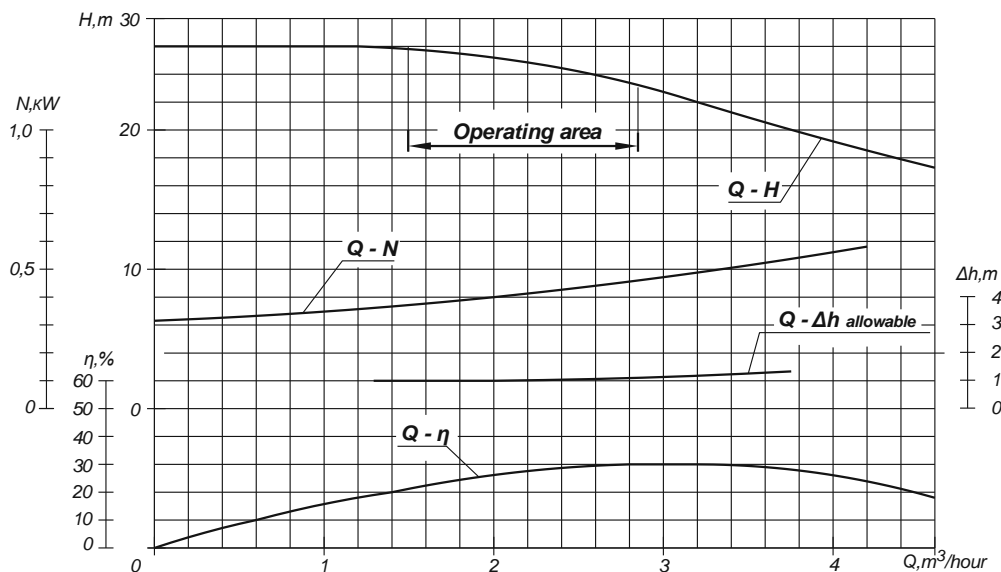 H,m 30
N,кW
1,0
20
Operating area
Q - H
Q - N
0,5
10
Δh,m
4
Q - Δh allowable
3
2
η,%
60
1
0
50
0
0
40
Q - η
30
20
10
0
0
1
2
3
4
Q,m³/hour